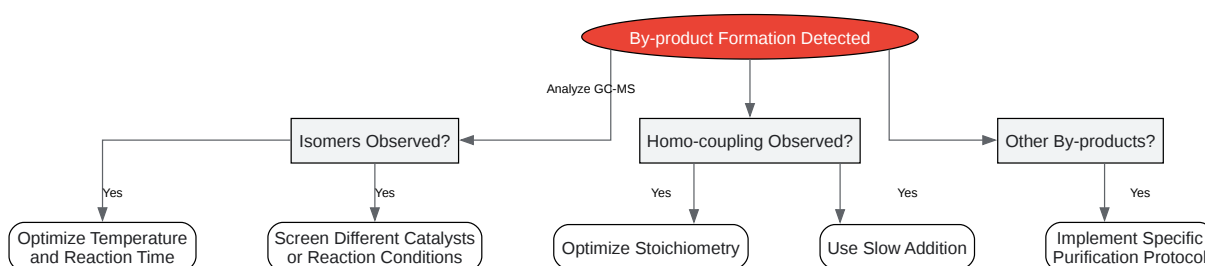 By-product Formation Detected
Analyze GC-MS
Isomers Observed?
Homo-coupling Observed?
Other By-products?
Yes
Yes
Yes
Yes
Yes
Optimize Temperature
and Reaction Time
Screen Different Catalysts
or Reaction Conditions
Optimize Stoichiometry
Use Slow Addition
Implement Specific
Purification Protocol